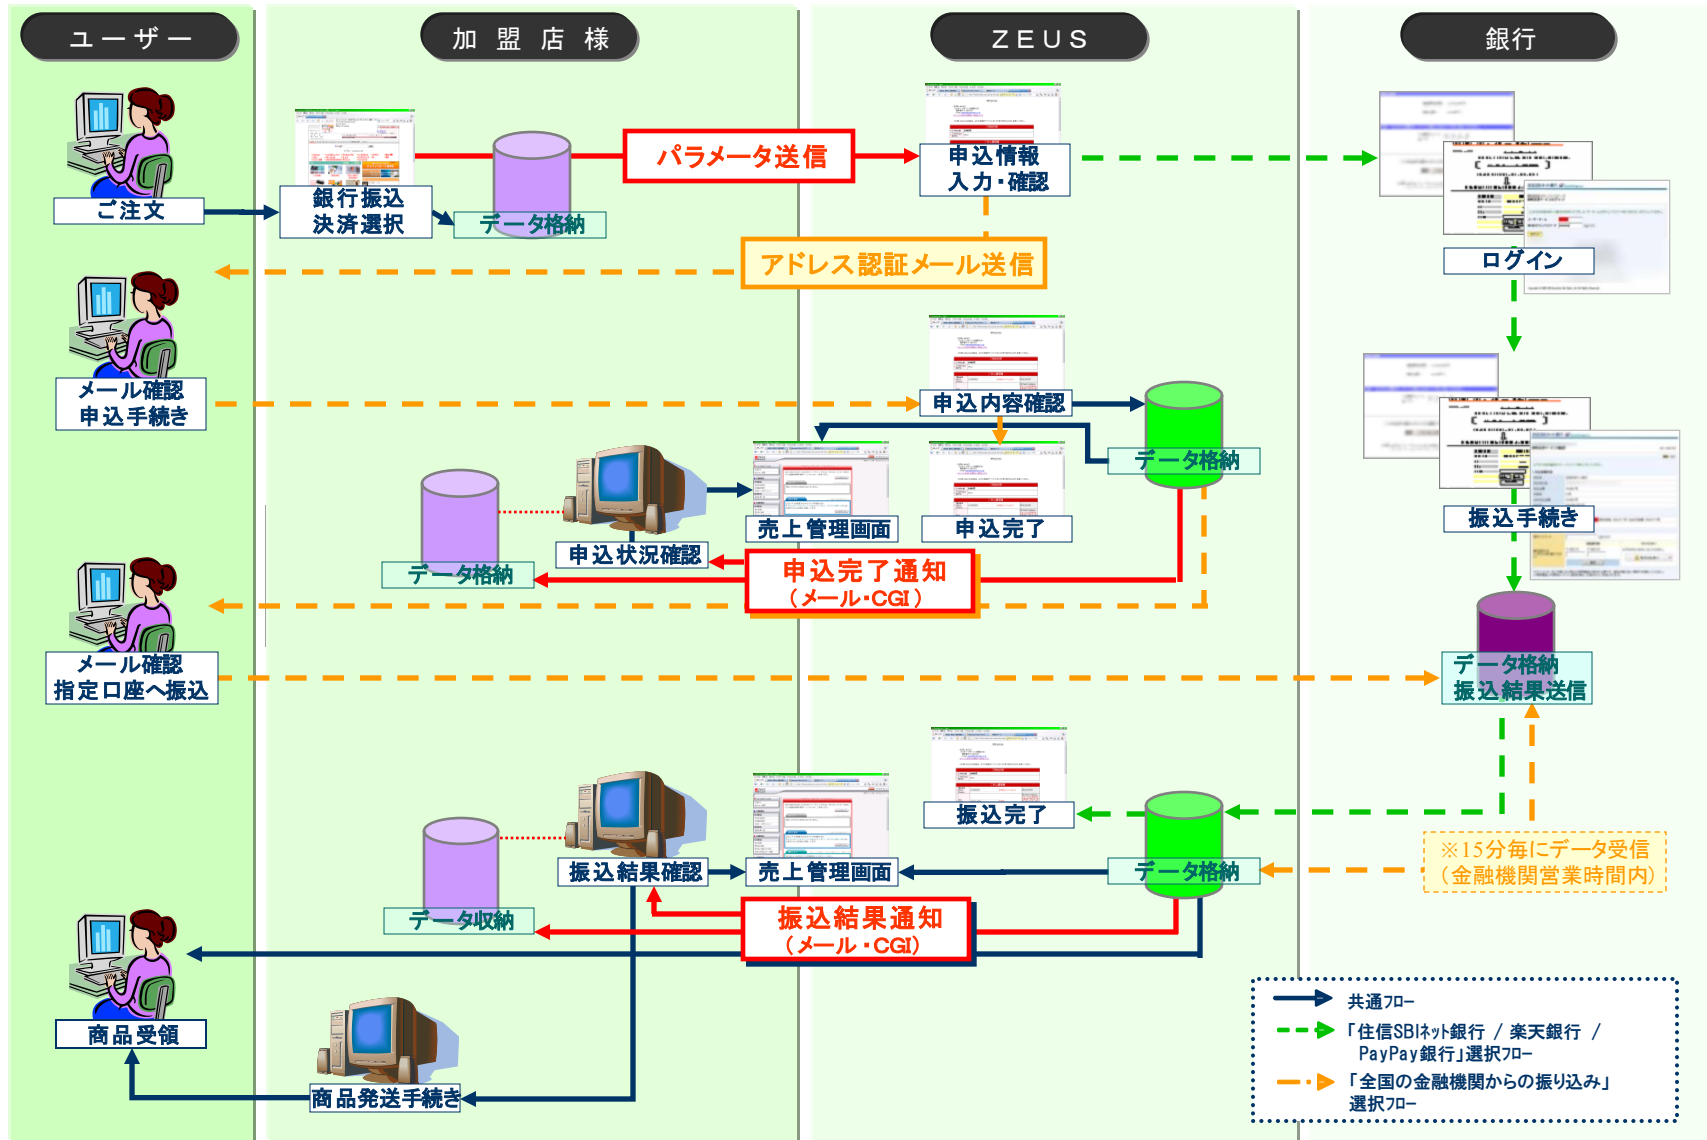 ユーザー
加盟店様
ZEUS
銀行
ご注文
銀行振込
決済選択
データ格納
パラメータ送信
申込情報
入力・確認
ログイン
アドレス認証メール送信
メール確認
申込手続き
申込内容確認
データ格納
売上管理画面
申込完了
申込状況確認
データ格納
申込完了通知
（メール・CGI）
振込手続き
メール確認
指定口座へ振込
データ格納
振込結果送信
振込完了
振込結果確認
売上管理画面
データ格納
※15分毎にデータ受信
（金融機関営業時間内）
データ収納
振込結果通知
（メール・CGI）
商品受領
商品発送手続き
共通フロー
「住信SBIネット銀行 / 楽天銀行 /
PayPay銀行」選択フロー
「全国の金融機関からの振り込み」
選択フロー